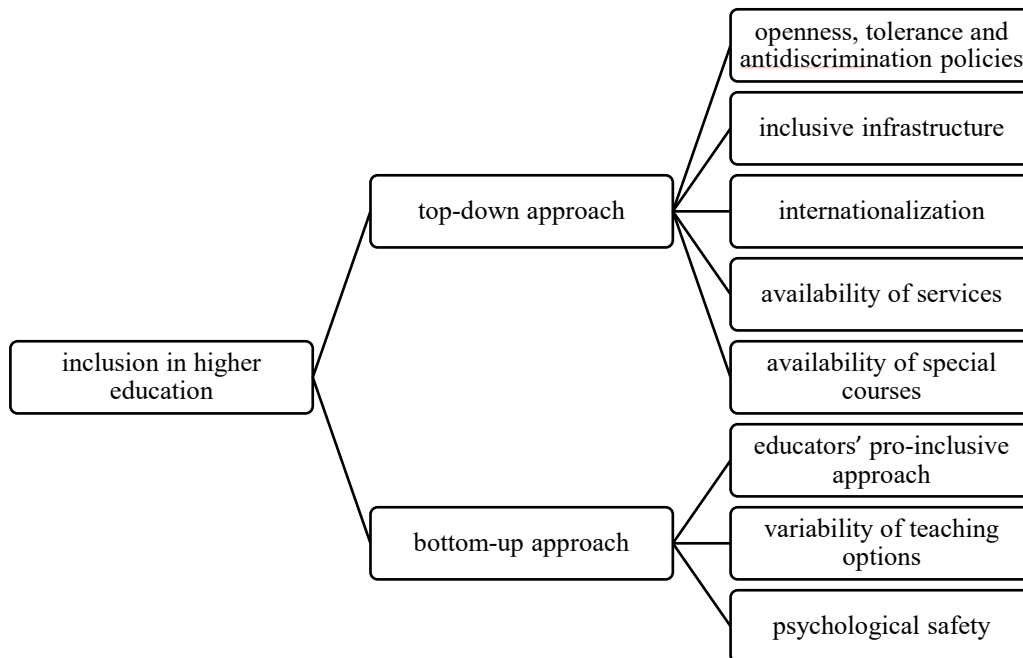 openness, tolerance and
antidiscrimination policies
inclusive infrastructure
top-down approach
internationalization
availability of services
inclusion in higher
education
availability of special
courses
educators’ pro-inclusive
approach
bottom-up approach
variability of teaching
options
psychological safety